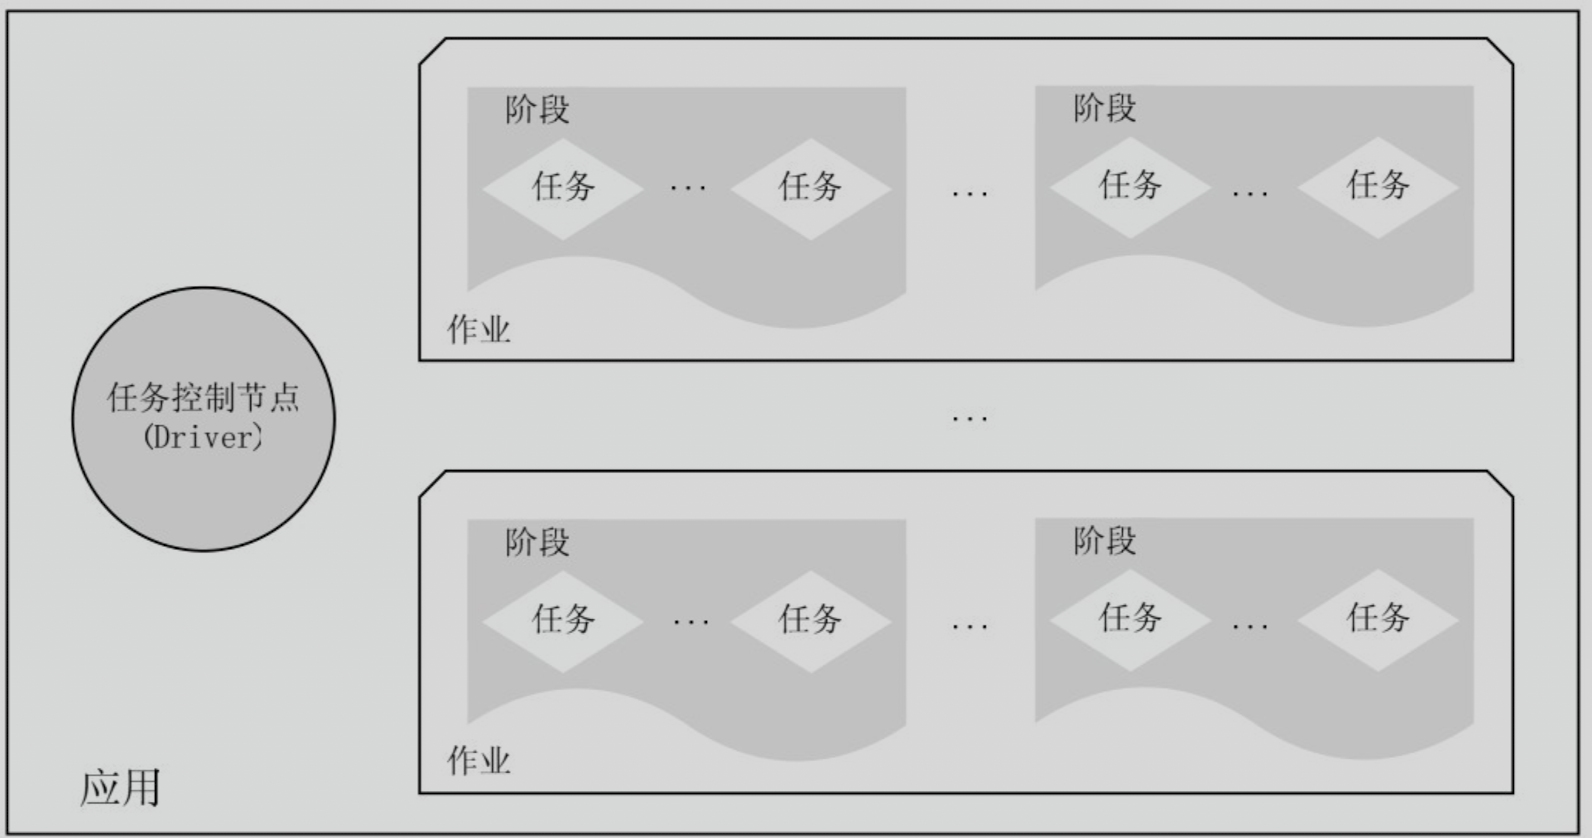 阶段
任务 ... 任务
...
阶段
任务 ... 任务
作业
任务控制节点
(Driver)
...
阶段
任务 ... 任务
...
阶段
任务 ... 任务
作业
应用